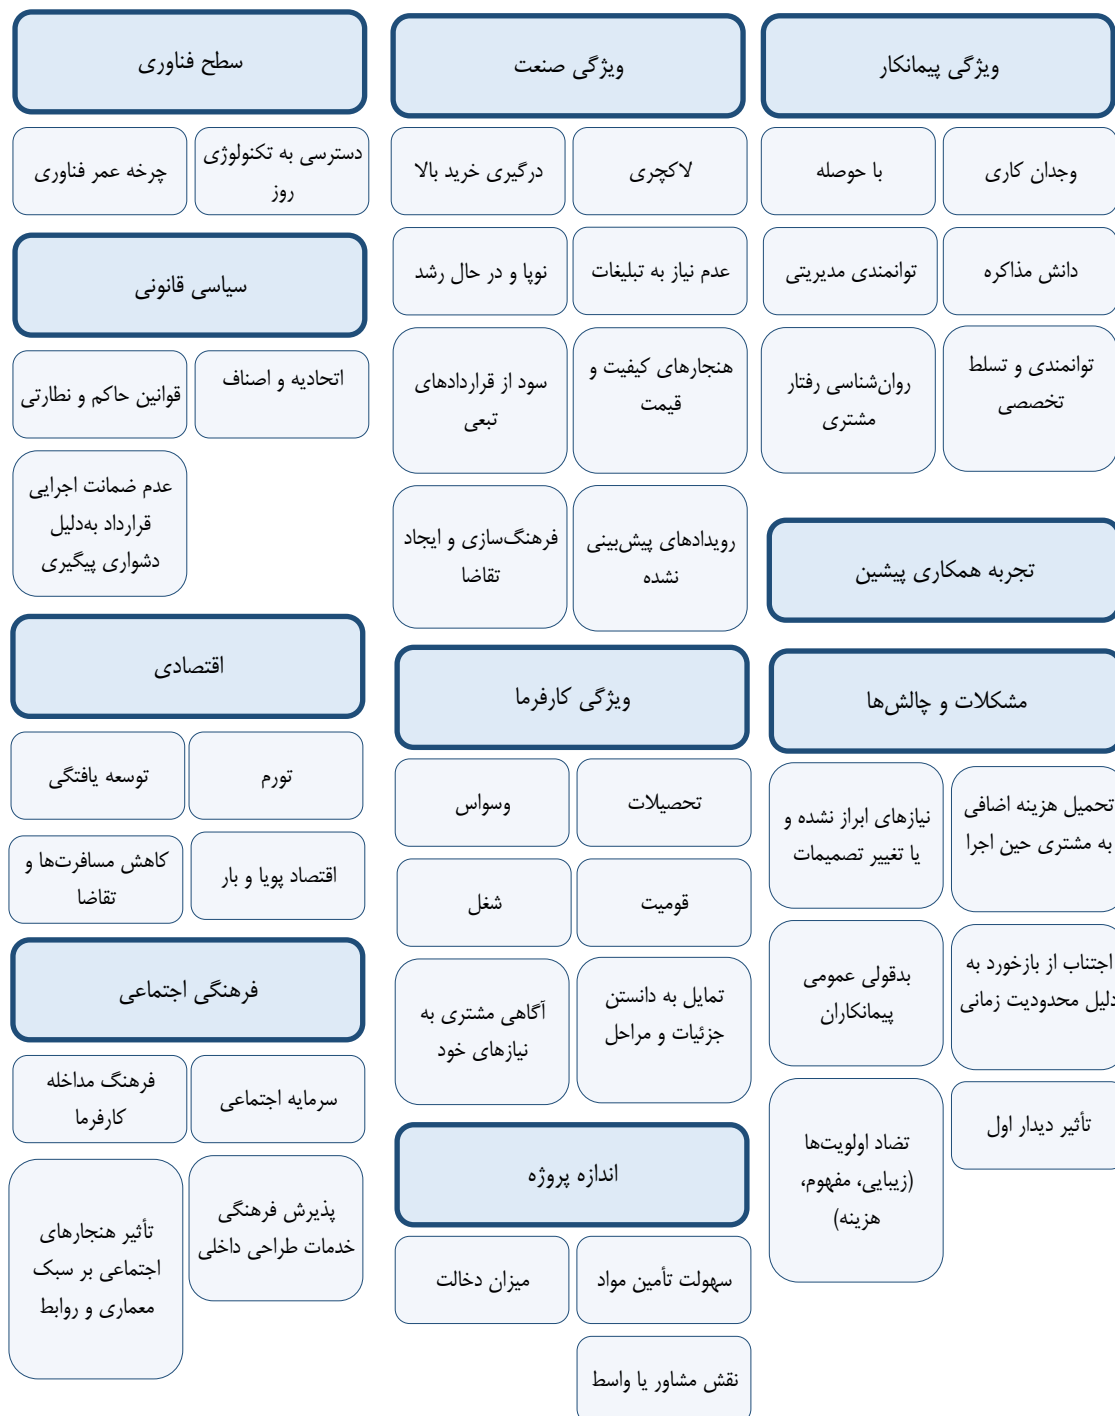 ویژگی پیمانکار
وجدان کاری
با حوصله
دانش مذاکره
توانمندی مدیریتی
توانمندی و تسلط
تخصصی
روان‌شناسی رفتار
مشتری
تجربه همکاری پیشین
مشکلات و چالش‌ها
تحمیل هزینه اضافی
به مشتری حین اجرا
نیازهای ابراز نشده و
یا تغییر تصمیمات
اجتناب از بازخورد به
دلیل محدودیت زمانی
بدقولی عمومی
پیمانکاران
تأثیر دیدار اول
تضاد اولویت‌ها
(زیبایی، مفهوم،
هزینه)
ویژگی صنعت
لاکچری
درگیری خرید بالا
عدم نیاز به تبلیغات
نوپا و در حال رشد
هنجارهای کیفیت و
قیمت
سود از قراردادهای
تبعی
رویدادهای پیش‌بینی
نشده
فرهنگ‌سازی و ایجاد
تقاضا
ویژگی کارفرما
تحصیلات
وسواس
قومیت
شغل
تمایل به دانستن
جزئیات و مراحل
آگاهی مشتری به
نیازهای خود
اندازه پروژه
سهولت تأمین مواد
میزان دخالت
نقش مشاور یا واسط
سطح فناوری
دسترسی به تکنولوژی
روز
چرخه عمر فناوری
سیاسی قانونی
اتحادیه و اصناف
قوانین حاکم و نظارتی
عدم ضمانت اجرایی
قرارداد به‌دلیل
دشواری پیگیری
اقتصادی
تورم
توسعه یافتگی
اقتصاد پویا و بار
کاهش مسافرت‌ها و
تقاضا
فرهنگی اجتماعی
سرمایه اجتماعی
فرهنگ مداخله
کارفرما
پذیرش فرهنگی
خدمات طراحی داخلی
تأثیر هنجارهای
اجتماعی بر سبک
معماری و روابط